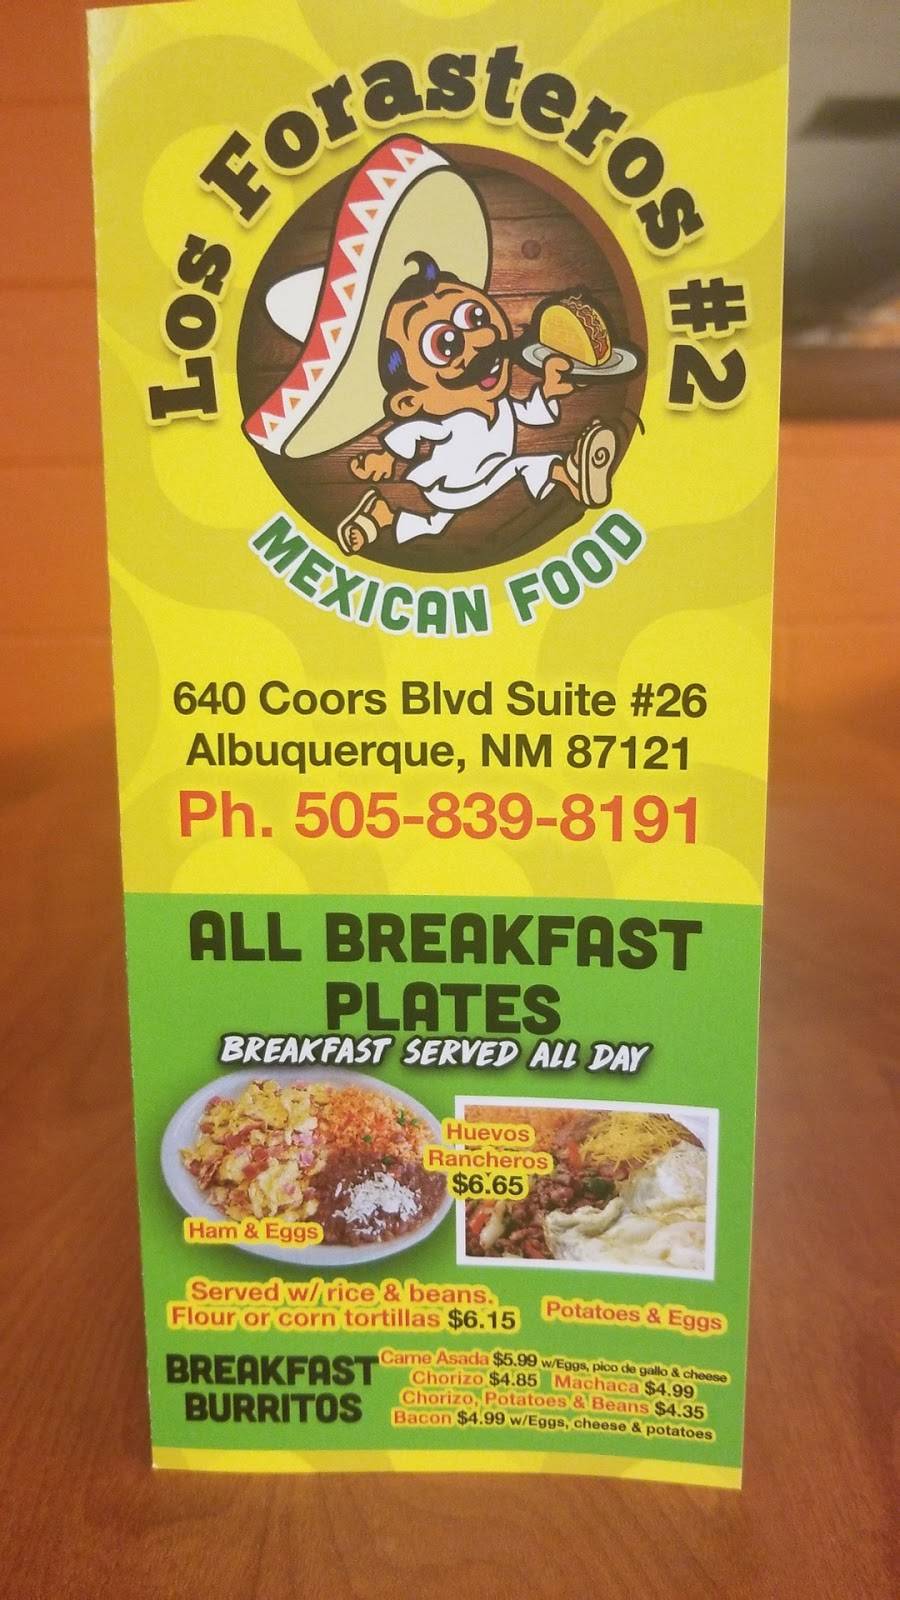 Los Forasteros #2
MEXICAN FOOD
640 Coors Blvd Suite #26
Albuquerque, NM 87121
Ph. 505-839-8191
ALL BREAKFAST
PLATES
BREAKFAST SERVED ALL DAY
Huevos
Rancheros
$6.65
Ham & Eggs
Served w/ rice & beans.
Flour or corn tortillas $6.15
Potatoes & Eggs
BREAKFAST
BURRITOS
Carne Asada $5.99 w/Eggs, pico de gallo & cheese
Chorizo $4.85 Machaca $4.99
Chorizo, Potatoes & Beans $4.35
Bacon $4.99 w/Eggs, cheese & potatoes